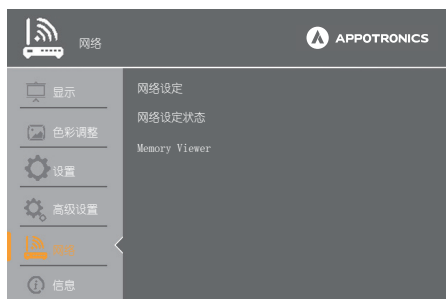 网络
APPOTRONICS
显示
色彩调整
设置
高级设置
信息
网络设定
网络设定状态
Memory Viewer